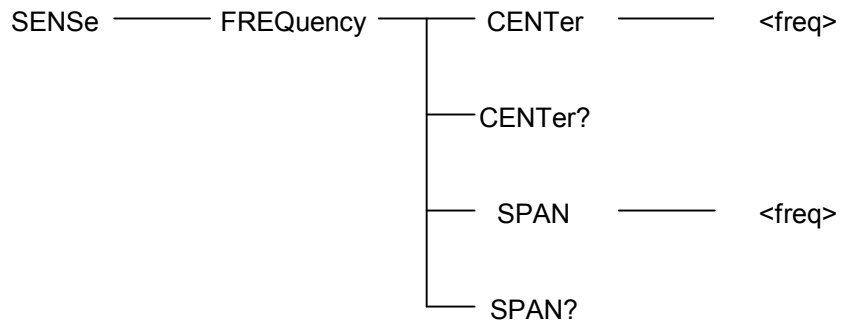 SENSe FREQuency CENTer <freq>
CENTer?
SPAN <freq>
SPAN?